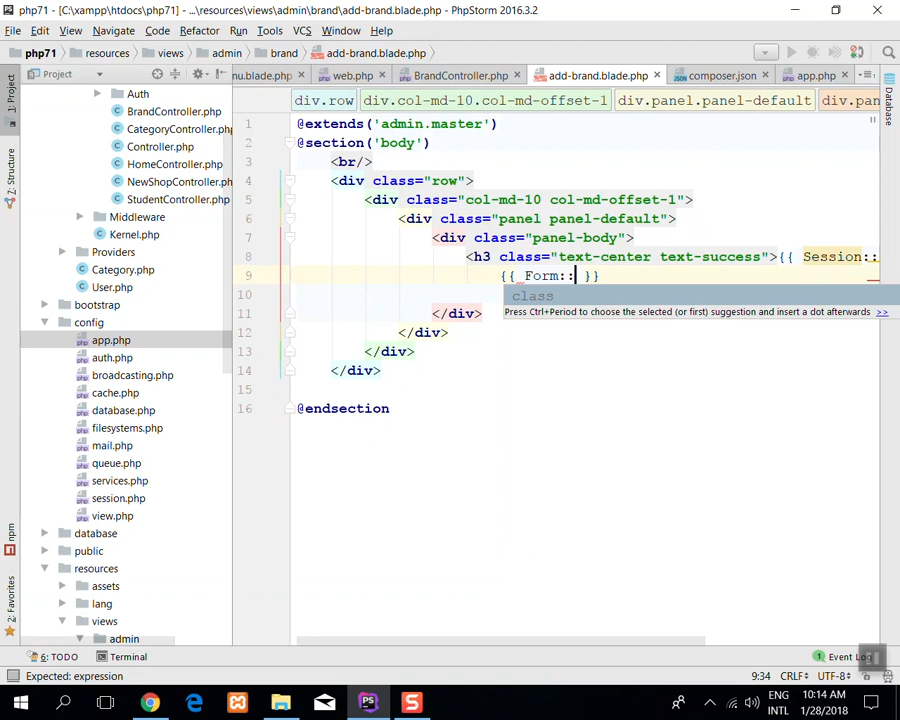 php71 - [C:\xampp\htdocs\php71] - ...\resources\views\admin\brand\add-brand.blade.php - PhpStorm 2016.3.2
File Edit View Navigate Code Refactor Run Tools VCS Window Help
php71 resources views admin brand add-brand.blade.php
1: Project
Project
nu.blade.php web.php BrandController.php add-brand.blade.php composer.json app.php
div.row div.col-md-10.col-md-offset-1 div.panel.panel-default div.pan
Auth
BrandController.php
CategoryController.php
Controller.php
HomeController.php
NewShopController.php
StudentController.php
Middleware
Kernel.php
Providers
Category.php
User.php
bootstrap
config
app.php
auth.php
broadcasting.php
cache.php
database.php
filesystems.php
mail.php
queue.php
services.php
session.php
view.php
database
public
resources
assets
lang
views
admin
7: Structure
npm
2: Favorites
Database
1 @extends('admin.master')
2 @section('body')
3 <br/>
4 <div class="row">
5 <div class="col-md-10 col-md-offset-1">
6 <div class="panel panel-default">
7 <div class="panel-body">
8 <h3 class="text-center text-success">{{ Session::
9 {{ Form:: }}
class
Press Ctrl+Period to choose the selected (or first) suggestion and insert a dot afterwards >>
10
11 </div>
12 </div>
13 </div>
14 </div>
15
16 @endsection
6: TODO Terminal 1 Event Log
Expected: expression 9:34 CRLF UTF-8
PS S ENG INTL 10:14 AM 1/28/2018